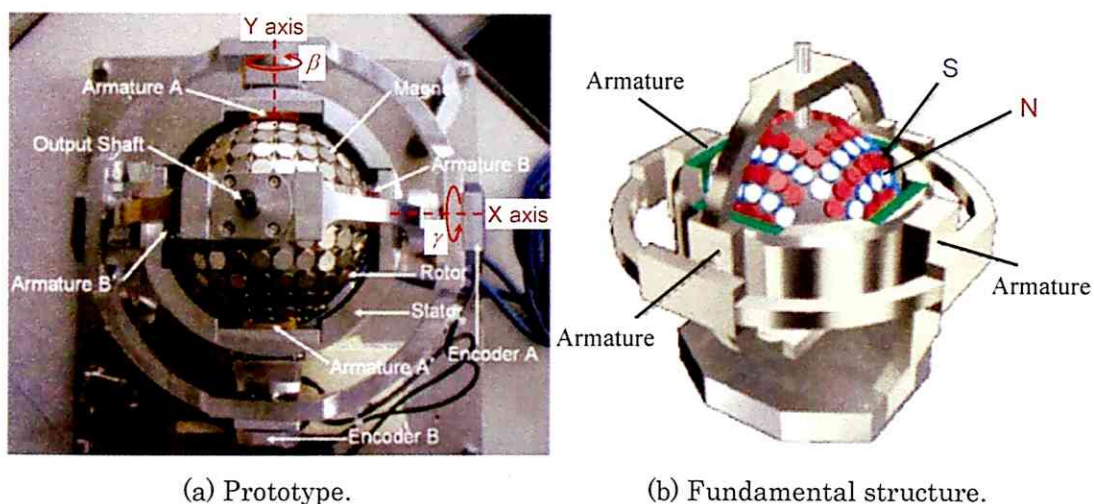 Y axis
β
Armature A
Magnet
Output Shaft
Armature B
X axis
γ
Armature B'
Rotor
Stator
Armature A'
Encoder A
Encoder B
(a) Prototype.
Armature
S
N
Armature
Armature
(b) Fundamental structure.